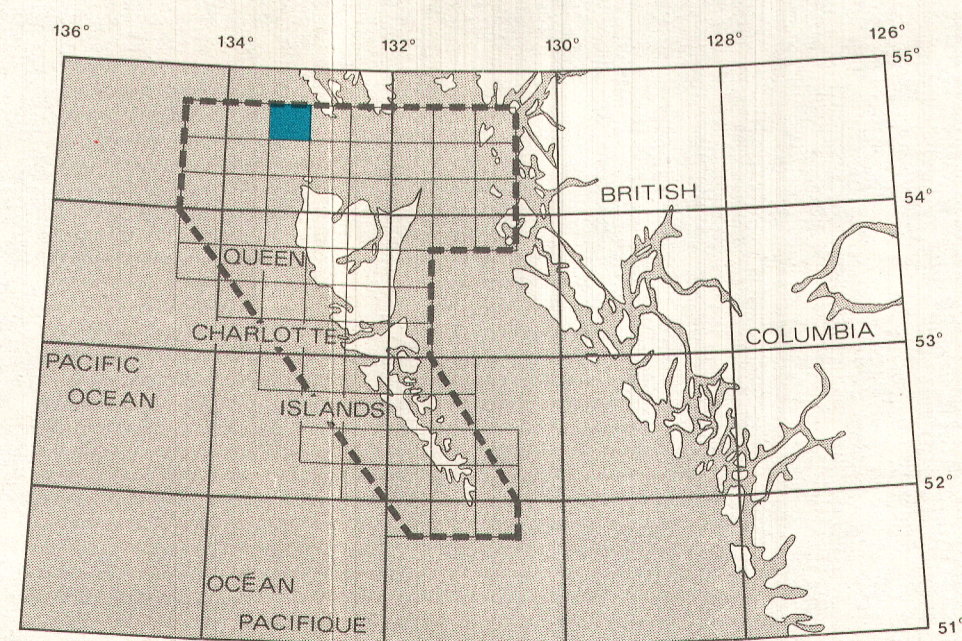 136° 134° 132° 130° 128° 126°
55°
BRITISH
54°
QUEEN
CHARLOTTE
COLUMBIA
53°
PACIFIC
OCEAN
ISLANDS
52°
OCÉAN
PACIFIQUE
51°